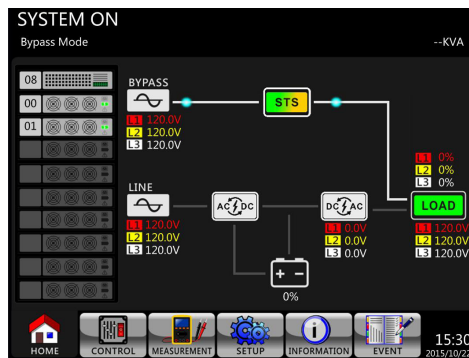 SYSTEM ON
Bypass Mode
--KVA
08
00
01
BYPASS
L1 120.0V
L2 120.0V
L3 120.0V
STS
LINE
L1 120.0V
L2 120.0V
L3 120.0V
AC DC
DC AC
L1 0.0V
L2 0.0V
L3 0.0V
L1 0%
L2 0%
L3 0%
LOAD
L1 120.0V
L2 120.0V
L3 120.0V
+ -
0%
HOME
CONTROL
MEASUREMENT
SETUP
INFORMATION
EVENT
15:30